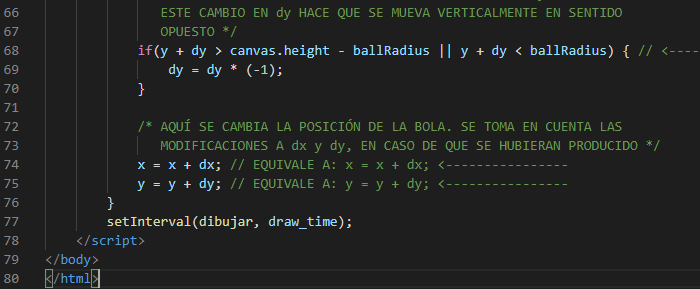 66 ESTE CAMBIO EN dy HACE QUE SE MUEVA VERTICALMENTE EN SENTIDO
67 OPUESTO */
68 if(y + dy > canvas.height - ballRadius || y + dy < ballRadius) { // <----
69 dy = dy * (-1);
70 }
71
72 /* AQUÍ SE CAMBIA LA POSICIÓN DE LA BOLA. SE TOMA EN CUENTA LAS
73 MODIFICACIONES A dx y dy, EN CASO DE QUE SE HUBIERAN PRODUCIDO */
74 x = x + dx; // EQUIVALE A: x = x + dx; <----------------
75 y = y + dy; // EQUIVALE A: y = y + dy; <----------------
76 }
77 setInterval(dibujar, draw_time);
78 </script>
79 </body>
80 </html>